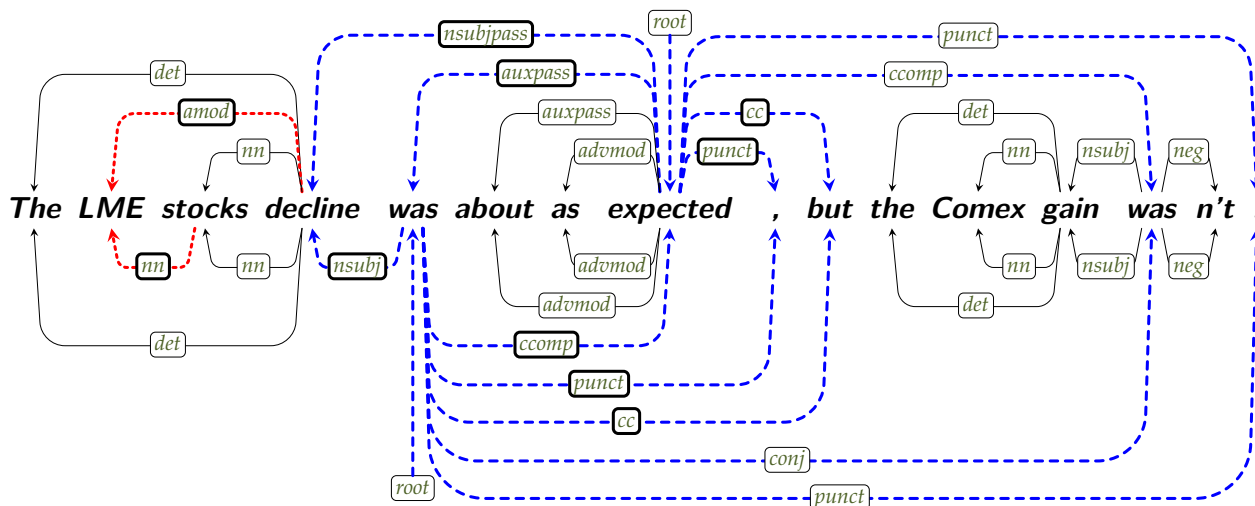 root
nsubjpass punct
det auxpass ccomp
amod auxpass cc det
nn advmod punct nn nsubj neg
The LME stocks decline was about as expected , but the Comex gain was n't .
nn nn nsubj advmod nn nsubj neg
det advmod det
ccomp
punct
cc
conj
root punct